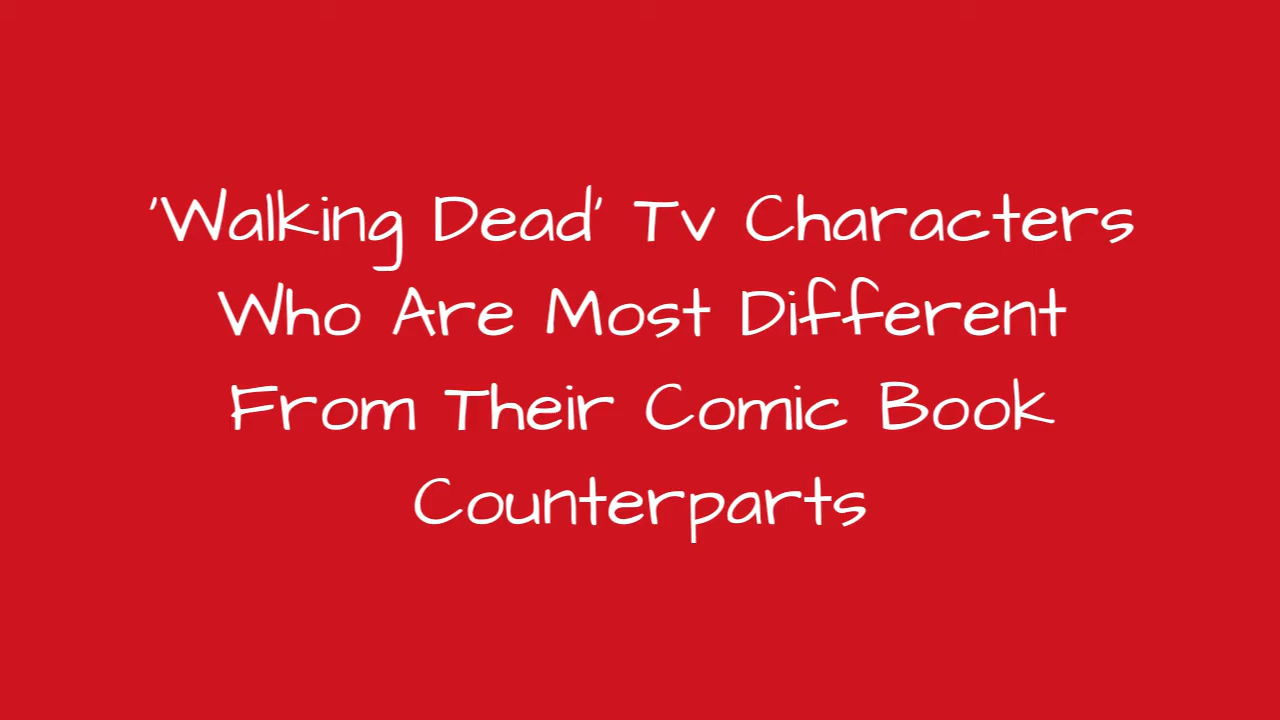 'Walking Dead' Tv Characters
Who Are Most Different
From Their Comic Book
Counterparts